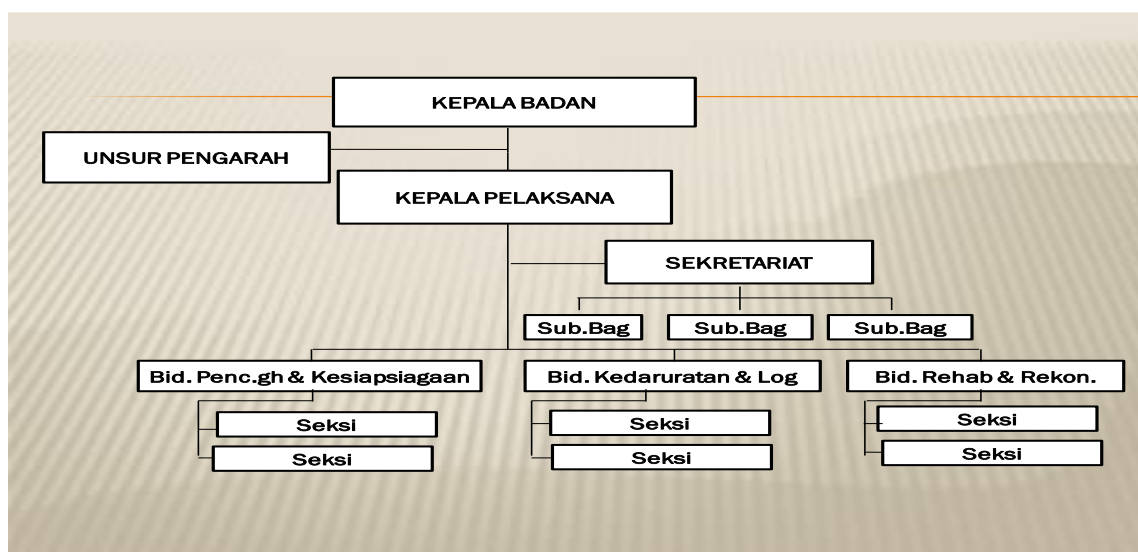 KEPALA BADAN
UNSUR PENGARAH
KEPALA PELAKSANA
SEKRETARIAT
Sub.Bag
Sub.Bag
Sub.Bag
Bid. Penc.gh & Kesiapsiagaan
Bid. Kedaruratan & Log
Bid. Rehab & Rekon.
Seksi
Seksi
Seksi
Seksi
Seksi
Seksi